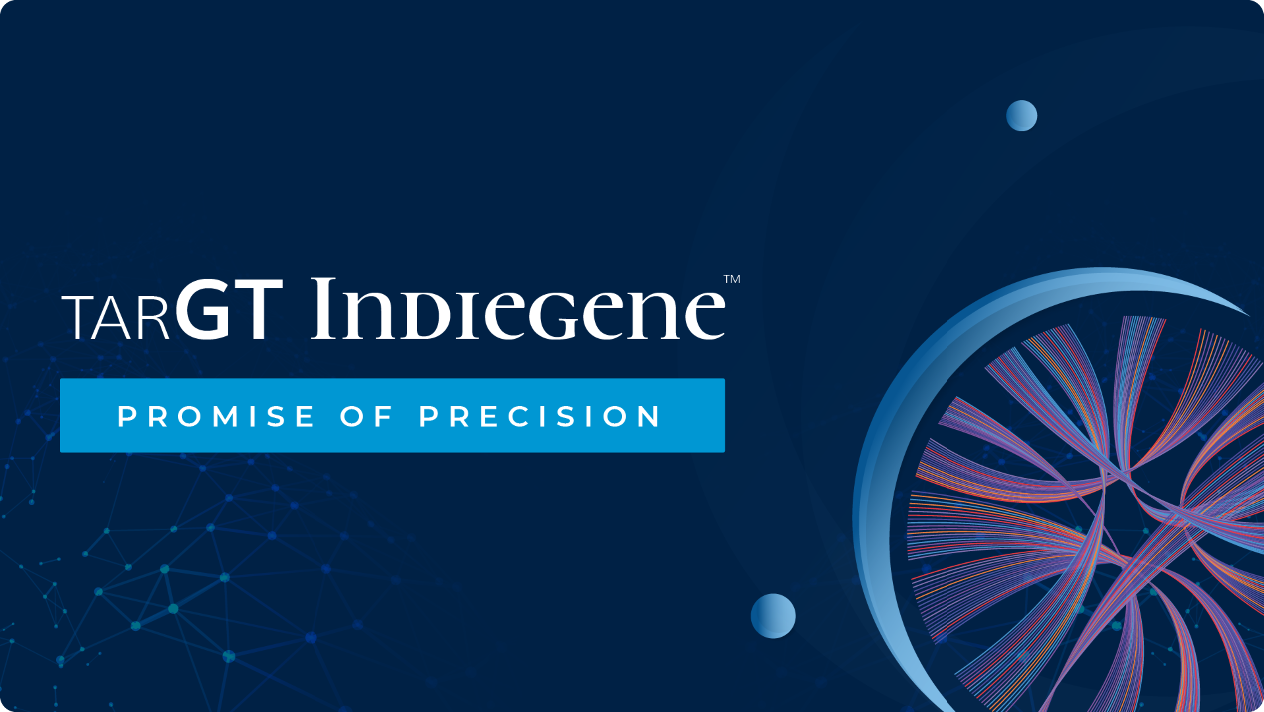 TARGT INDIEGENE™
PROMISE OF PRECISION